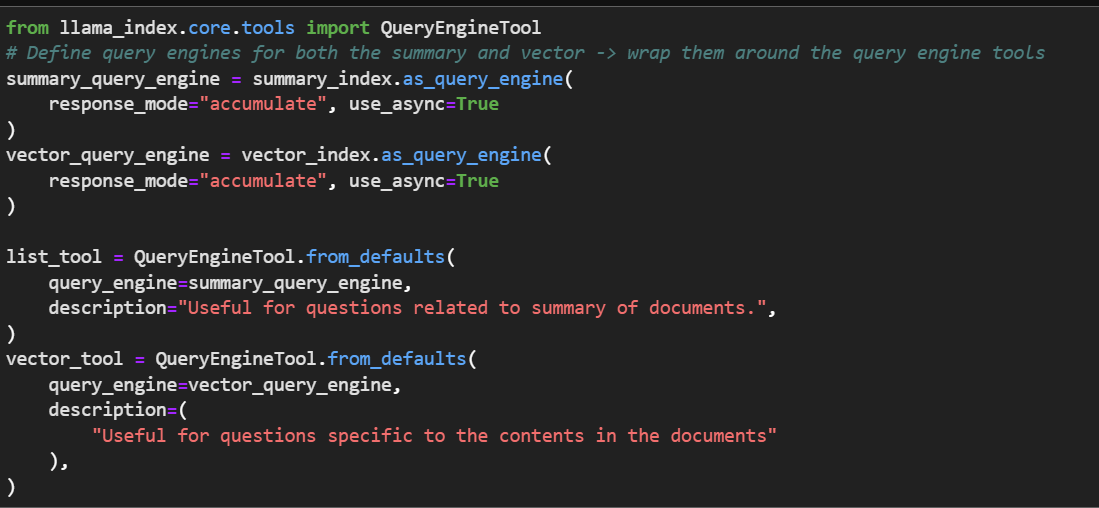 from llama_index.core.tools import QueryEngineTool
# Define query engines for both the summary and vector -> wrap them around the query engine tools
summary_query_engine = summary_index.as_query_engine(
    response_mode="accumulate", use_async=True
)
vector_query_engine = vector_index.as_query_engine(
    response_mode="accumulate", use_async=True
)

list_tool = QueryEngineTool.from_defaults(
    query_engine=summary_query_engine,
    description="Useful for questions related to summary of documents.",
)
vector_tool = QueryEngineTool.from_defaults(
    query_engine=vector_query_engine,
    description=(
        "Useful for questions specific to the contents in the documents"
    ),
)